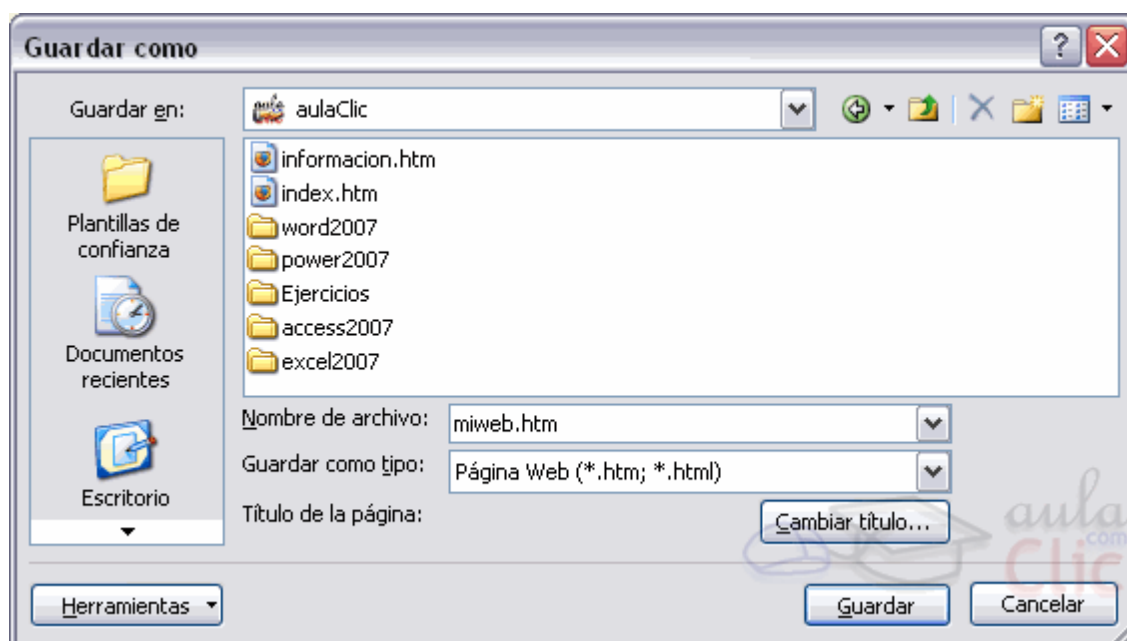 Guardar como
Guardar en:
aulaClic
Plantillas de
confianza
Documentos
recientes
Escritorio
informacion.htm
index.htm
word2007
power2007
Ejercicios
access2007
excel2007
Nombre de archivo:
miweb.htm
Guardar como tipo:
Página Web (*.htm; *.html)
Título de la página:
Cambiar título...
Herramientas
Guardar
Cancelar
aula
com
Clic